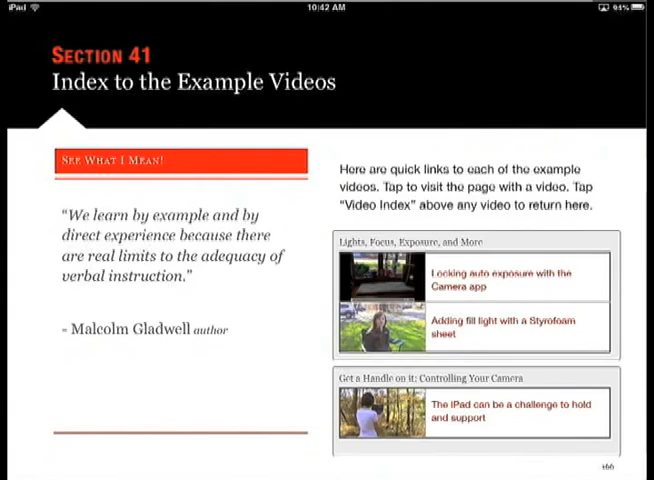 iPad
10:42 AM
94%
SECTION 41
Index to the Example Videos
SEE WHAT I MEAN!
"We learn by example and by
direct experience because there
are real limits to the adequacy of
verbal instruction."
- Malcolm Gladwell author
Here are quick links to each of the example
videos. Tap to visit the page with a video. Tap
"Video Index" above any video to return here.
Lights, Focus, Exposure, and More
Locking auto exposure with the
Camera app
Adding fill light with a Styrofoam
sheet
Get a Handle on it: Controlling Your Camera
The iPad can be a challenge to hold
and support
166